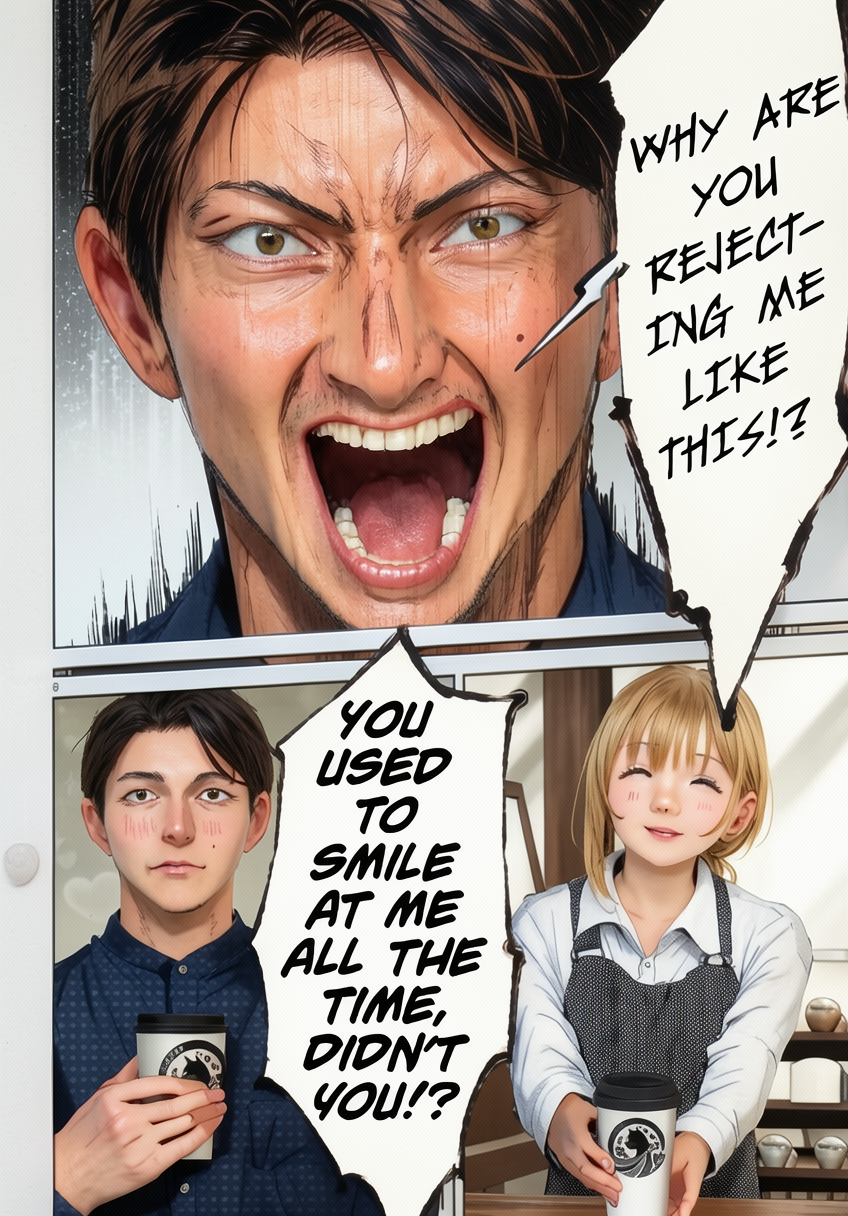 WHY ARE
YOU
REJECT-
ING ME
LIKE
THIS!?
YOU
USED
TO
SMILE
AT ME
ALL THE
TIME,
DIDN'T
YOU!?